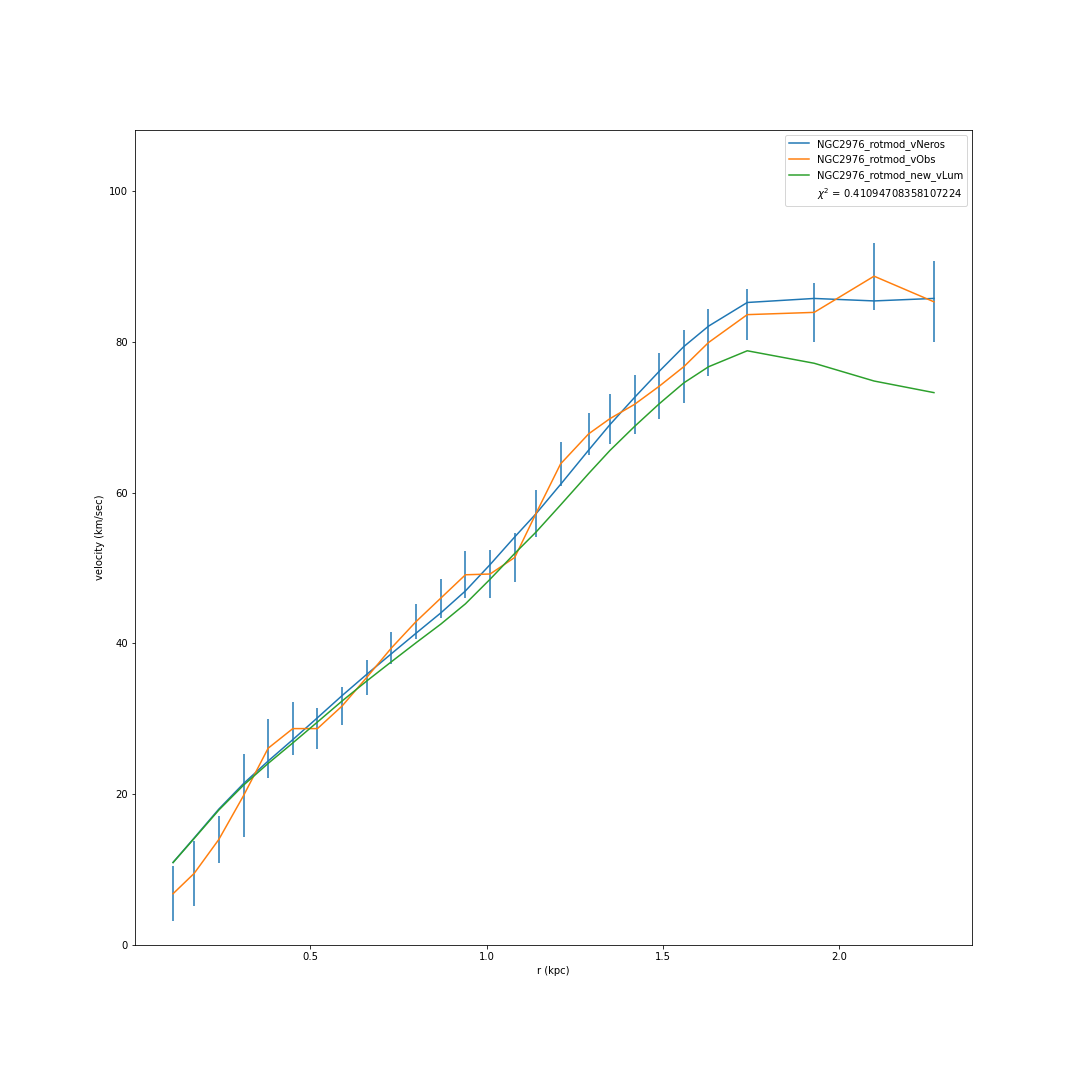 NGC2976_rotmod_vNeros
NGC2976_rotmod_vObs
NGC2976_rotmod_new_vLum
χ² = 0.41094708358107224
100
80
60
40
20
0
velocity (km/sec)
0.5 1.0 1.5 2.0
r (kpc)